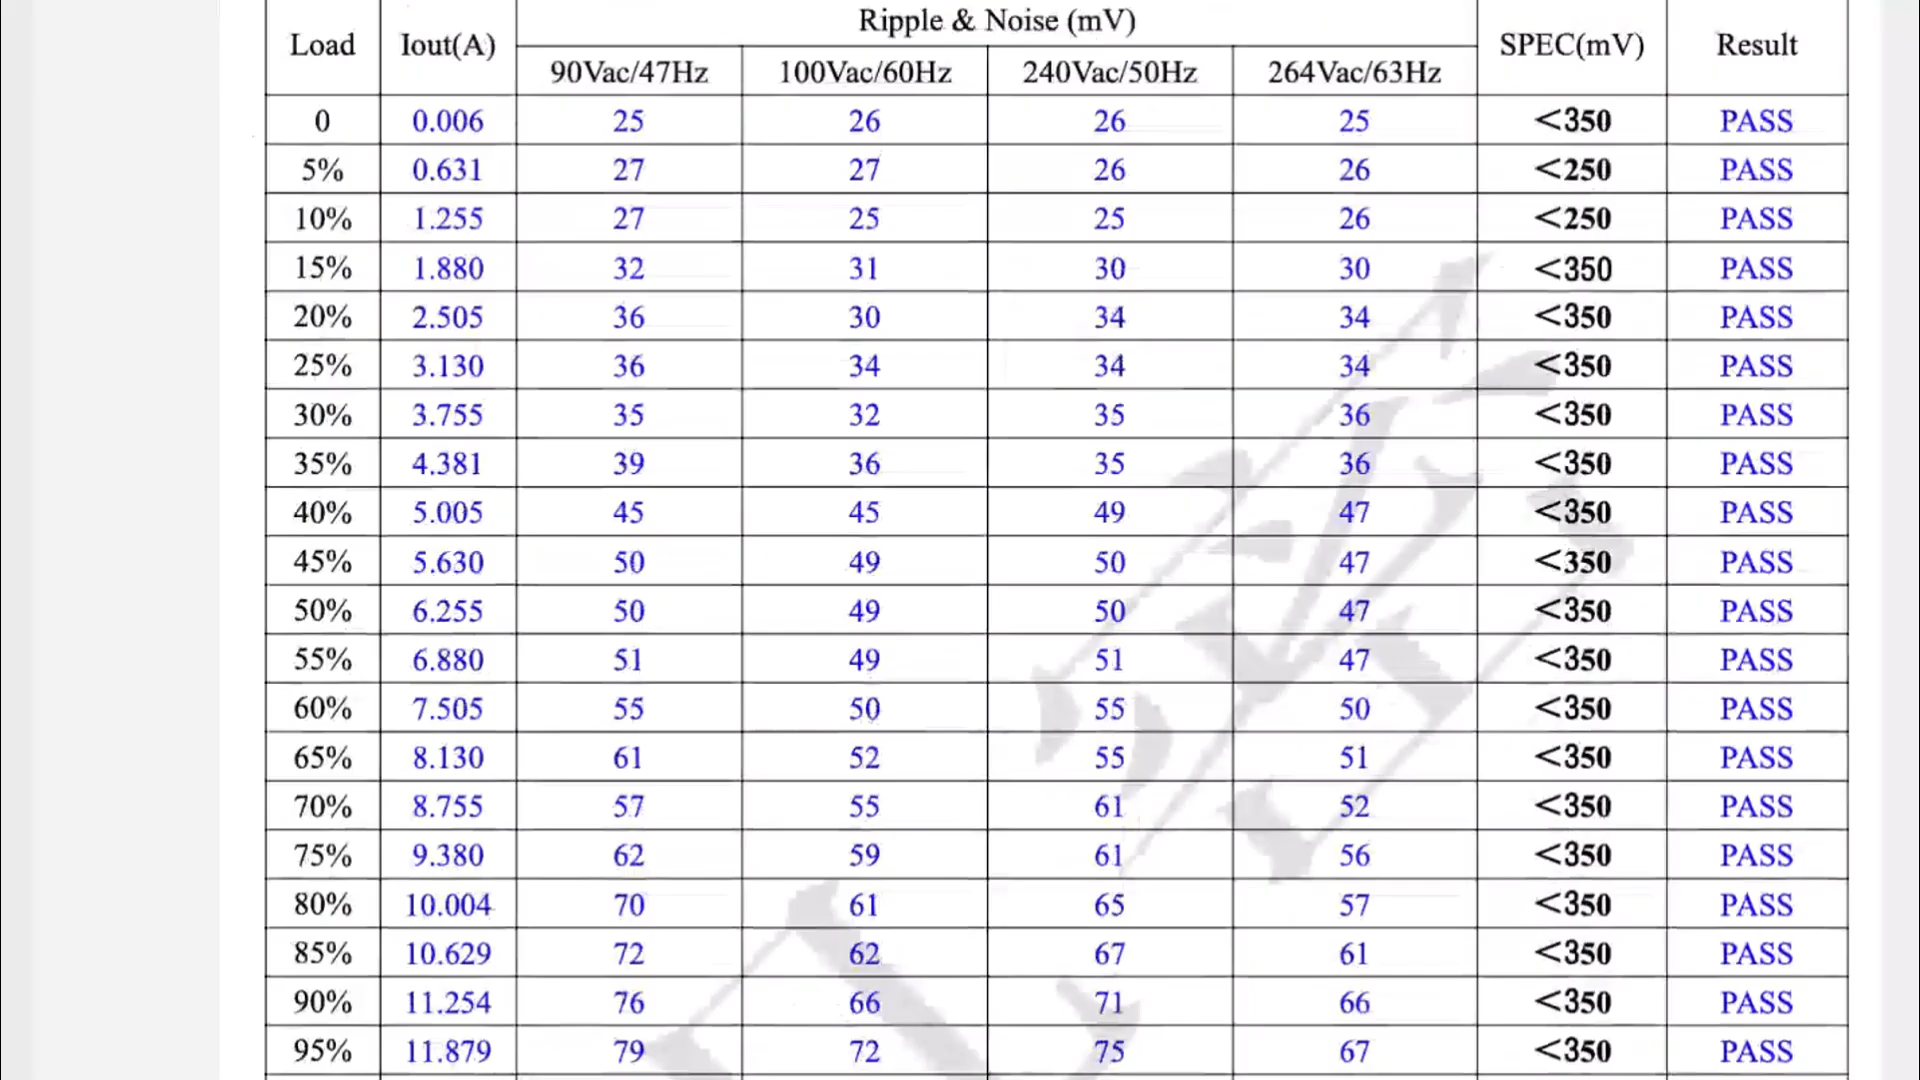 Load Iout(A) Ripple & Noise (mV) SPEC(mV) Result
90Vac/47Hz 100Vac/60Hz 240Vac/50Hz 264Vac/63Hz
0 0.006 25 26 26 25 <350 PASS
5% 0.631 27 27 26 26 <250 PASS
10% 1.255 27 25 25 26 <250 PASS
15% 1.880 32 31 30 30 <350 PASS
20% 2.505 36 30 34 34 <350 PASS
25% 3.130 36 34 34 34 <350 PASS
30% 3.755 35 32 35 36 <350 PASS
35% 4.381 39 36 35 36 <350 PASS
40% 5.005 45 45 49 47 <350 PASS
45% 5.630 50 49 50 47 <350 PASS
50% 6.255 50 49 50 47 <350 PASS
55% 6.880 51 49 51 47 <350 PASS
60% 7.505 55 50 55 50 <350 PASS
65% 8.130 61 52 55 51 <350 PASS
70% 8.755 57 55 61 52 <350 PASS
75% 9.380 62 59 61 56 <350 PASS
80% 10.004 70 61 65 57 <350 PASS
85% 10.629 72 62 67 61 <350 PASS
90% 11.254 76 66 71 66 <350 PASS
95% 11.879 79 72 75 67 <350 PASS